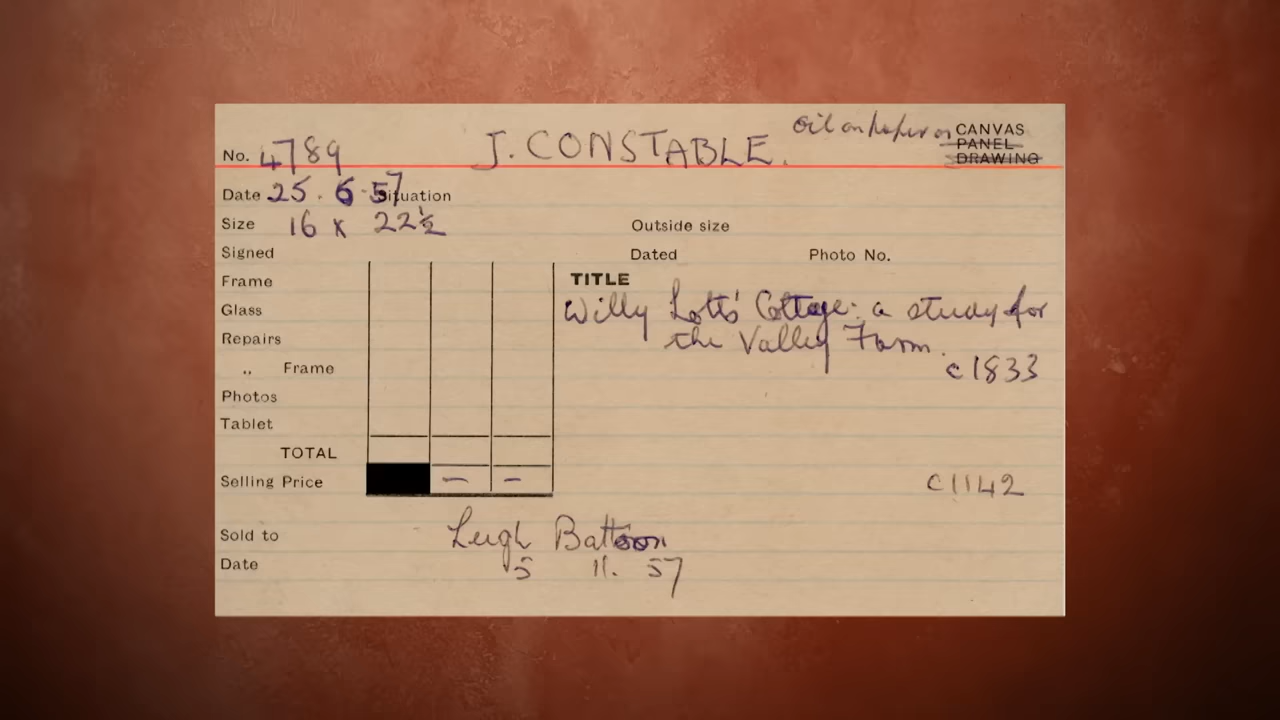 No. 4789 J. CONSTABLE. oil on paper on CANVAS
PANEL
DRAWING
Date 25. 6. 57 Situation
Size 16 x 22½ Outside size
Signed Dated Photo No.
Frame TITLE
Glass Willy Lott's Cottage: a study for
Repairs the Valley Farm.
" Frame c1833
Photos
Tablet
TOTAL
Selling Price — — C1142
Sold to Leigh Battson
Date 5 11. 57